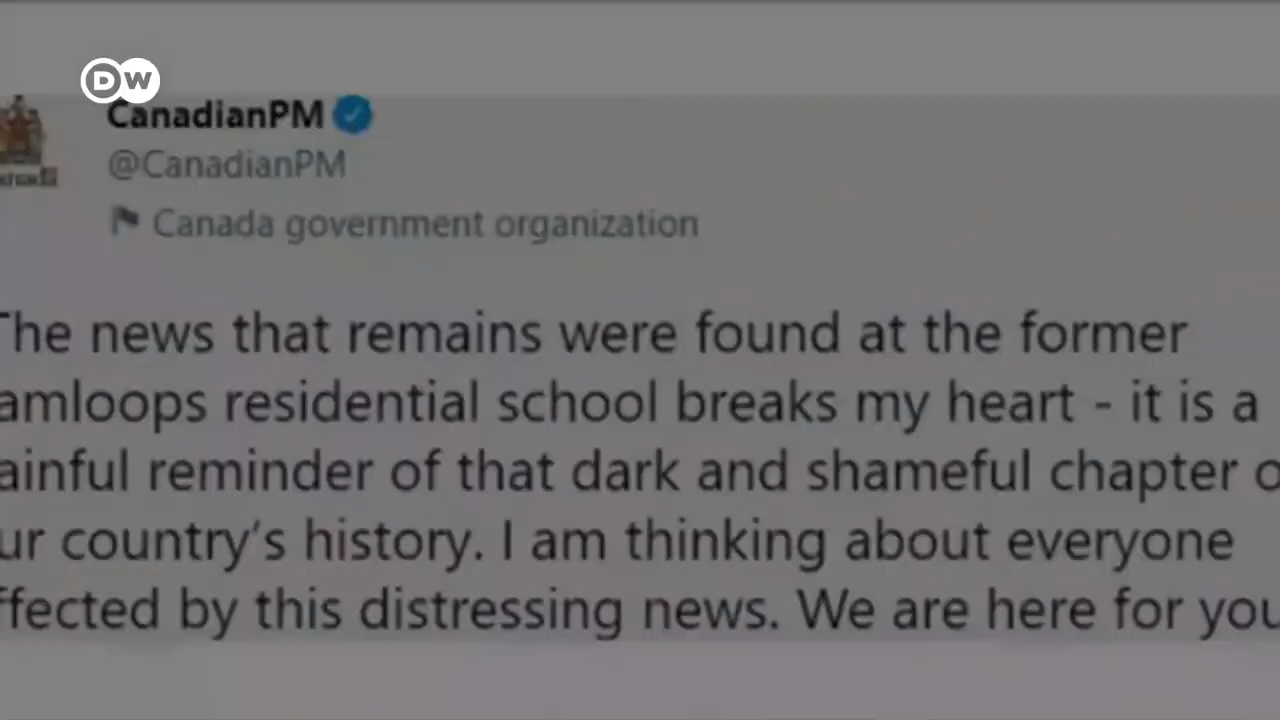 DW
CanadianPM
@CanadianPM
Canada government organization
The news that remains were found at the former
amloops residential school breaks my heart - it is a
ainful reminder of that dark and shameful chapter o
ur country's history. I am thinking about everyone
ffected by this distressing news. We are here for you